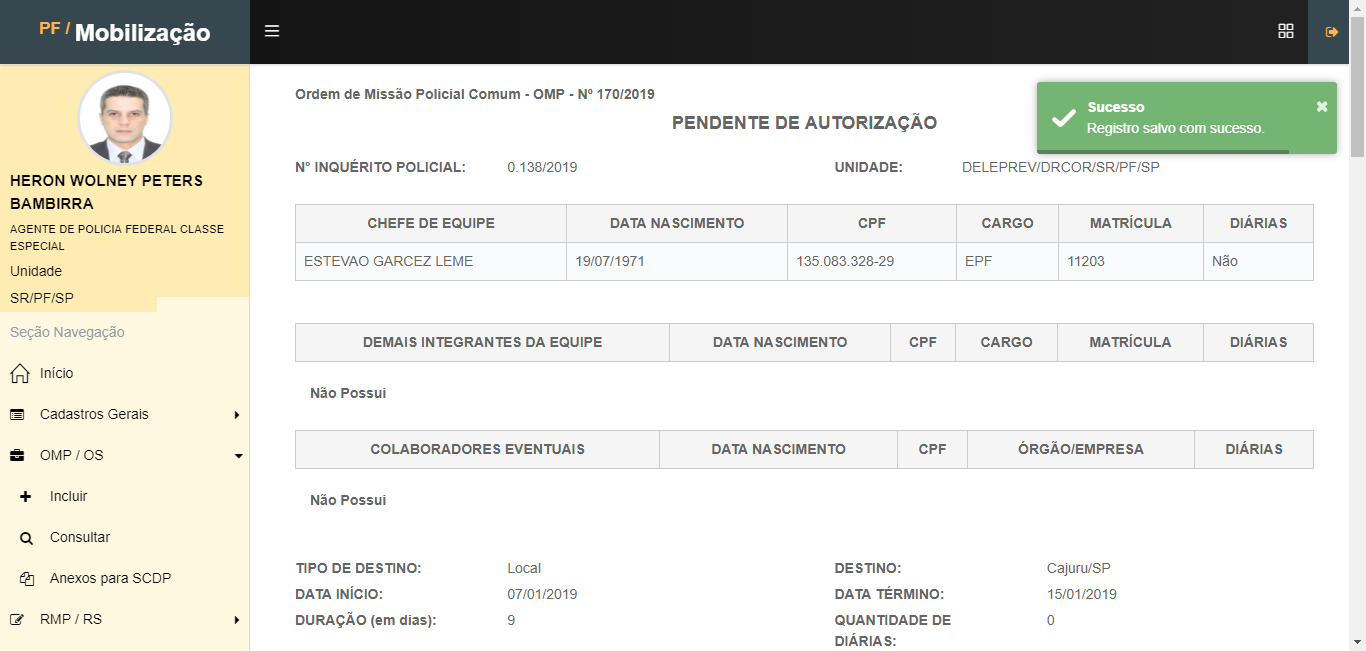 PF / Mobilização
HERON WOLNEY PETERS
BAMBIRRA
AGENTE DE POLICIA FEDERAL CLASSE
ESPECIAL
Unidade
SR/PF/SP
Seção Navegação
Início
Cadastros Gerais
OMP / OS
Incluir
Consultar
Anexos para SCDP
RMP / RS
Ordem de Missão Policial Comum - OMP - Nº 170/2019
Sucesso
Registro salvo com sucesso.
PENDENTE DE AUTORIZAÇÃO
N° INQUÉRITO POLICIAL: 0.138/2019 UNIDADE: DELEPREV/DRCOR/SR/PF/SP
CHEFE DE EQUIPE DATA NASCIMENTO CPF CARGO MATRÍCULA DIÁRIAS
ESTEVAO GARCEZ LEME 19/07/1971 135.083.328-29 EPF 11203 Não
DEMAIS INTEGRANTES DA EQUIPE DATA NASCIMENTO CPF CARGO MATRÍCULA DIÁRIAS
Não Possui
COLABORADORES EVENTUAIS DATA NASCIMENTO CPF ÓRGÃO/EMPRESA DIÁRIAS
Não Possui
TIPO DE DESTINO: Local DESTINO: Cajuru/SP
DATA INÍCIO: 07/01/2019 DATA TÉRMINO: 15/01/2019
DURAÇÃO (em dias): 9 QUANTIDADE DE 0
DIÁRIAS: